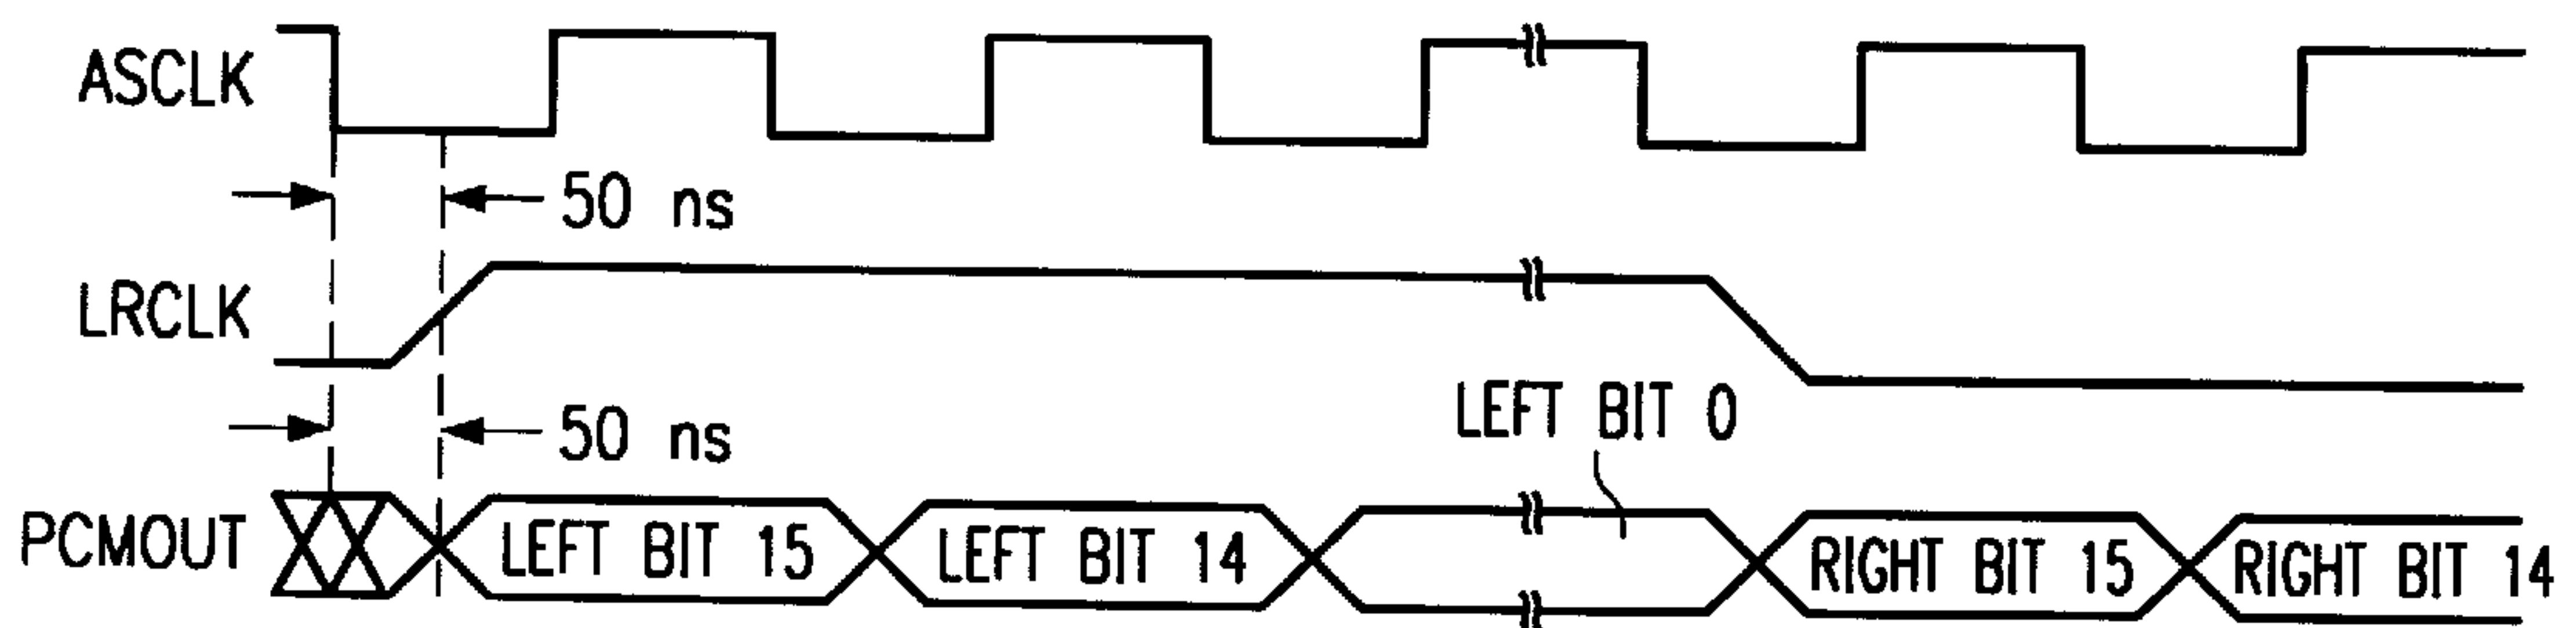 ASCLK
50 ns
LRCLK
50 ns
LEFT BIT 0
PCMOUT
LEFT BIT 15
LEFT BIT 14
RIGHT BIT 15
RIGHT BIT 14